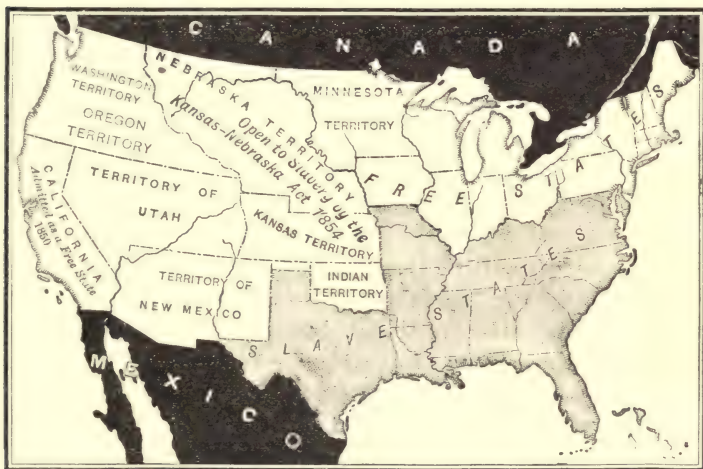 CANADA
WASHINGTON
TERRITORY
OREGON
TERRITORY
NEBRASKA TERRITORY
Open to Slavery by the
Kansas-Nebraska Act 1854
MINNESOTA
TERRITORY
FREE STATES
CALIFORNIA
Admitted as a Free State
1850
TERRITORY OF
UTAH
KANSAS TERRITORY
TERRITORY OF
NEW MEXICO
INDIAN
TERRITORY
SLAVE STATES
MEXICO